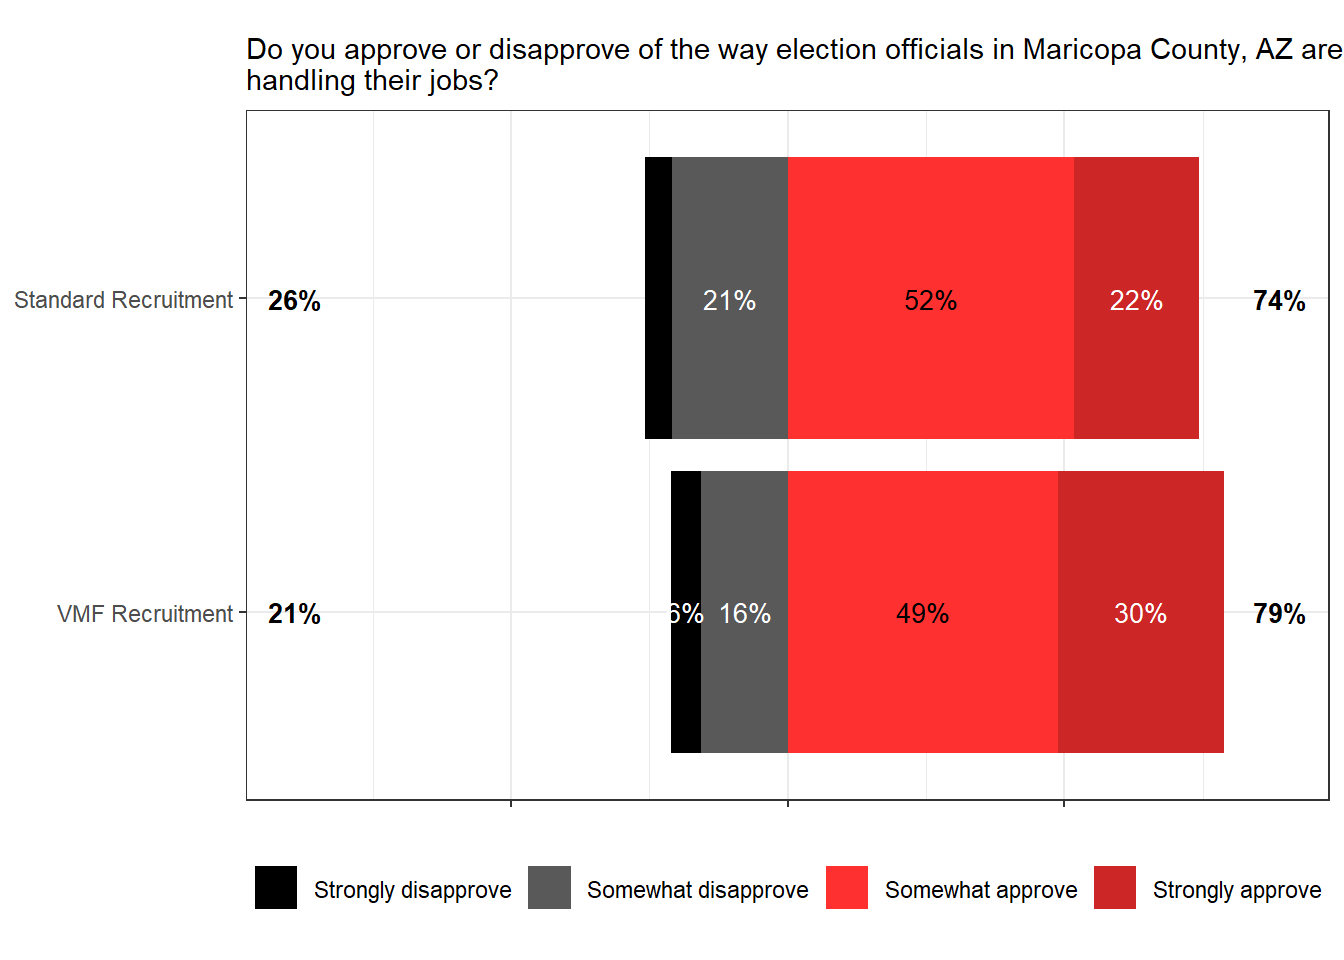 Do you approve or disapprove of the way election officials in Maricopa County, AZ are
handling their jobs?
Standard Recruitment 26% 21% 52% 22% 74%
VMF Recruitment 21% 6% 16% 49% 30% 79%
Strongly disapprove Somewhat disapprove Somewhat approve Strongly approve